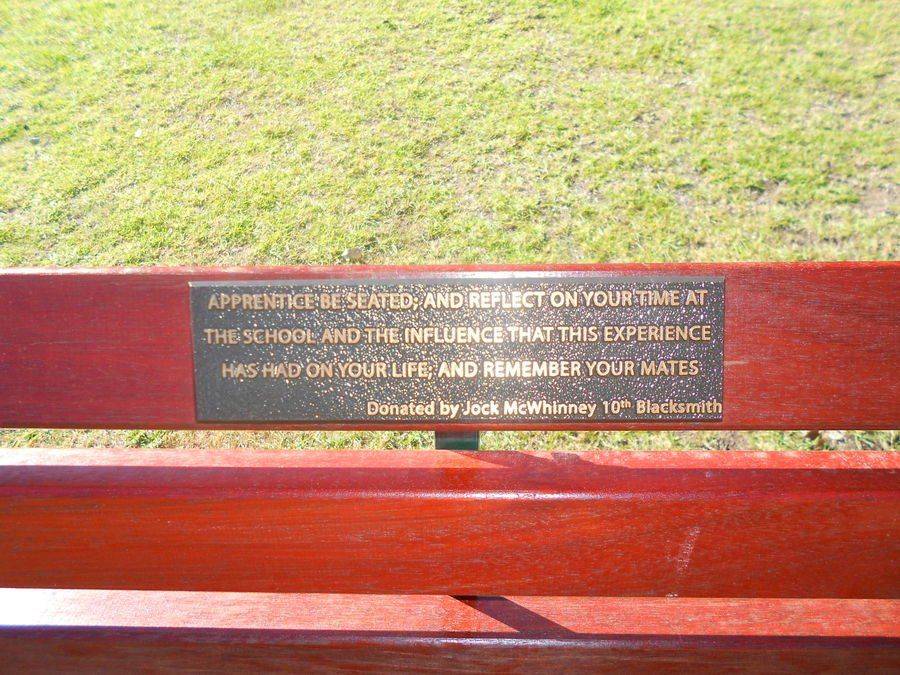 APPRENTICE BE SEATED; AND REFLECT ON YOUR TIME AT
THE SCHOOL AND THE INFLUENCE THAT THIS EXPERIENCE
HAS HAD ON YOUR LIFE; AND REMEMBER YOUR MATES
Donated by Jock McWhinney 10th Blacksmith